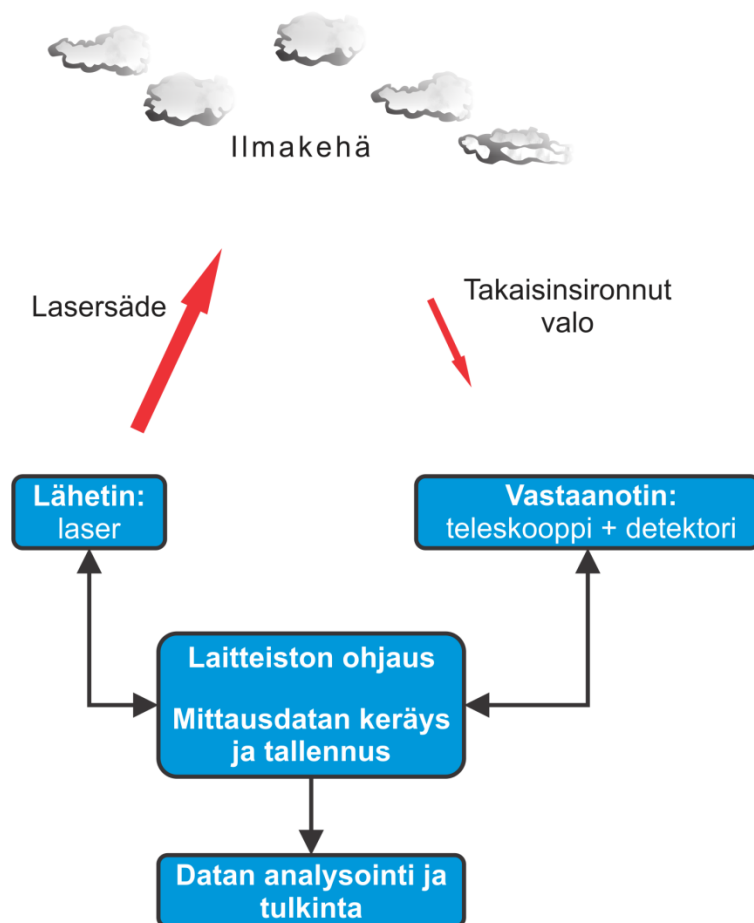 Ilmakehä
Lasersäde
Takaisinsironnut
valo
Lähetin:
laser
Vastaanotin:
teleskooppi + detektori
Laitteiston ohjaus
Mittausdatan keräys
ja tallennus
Datan analysointi ja
tulkinta